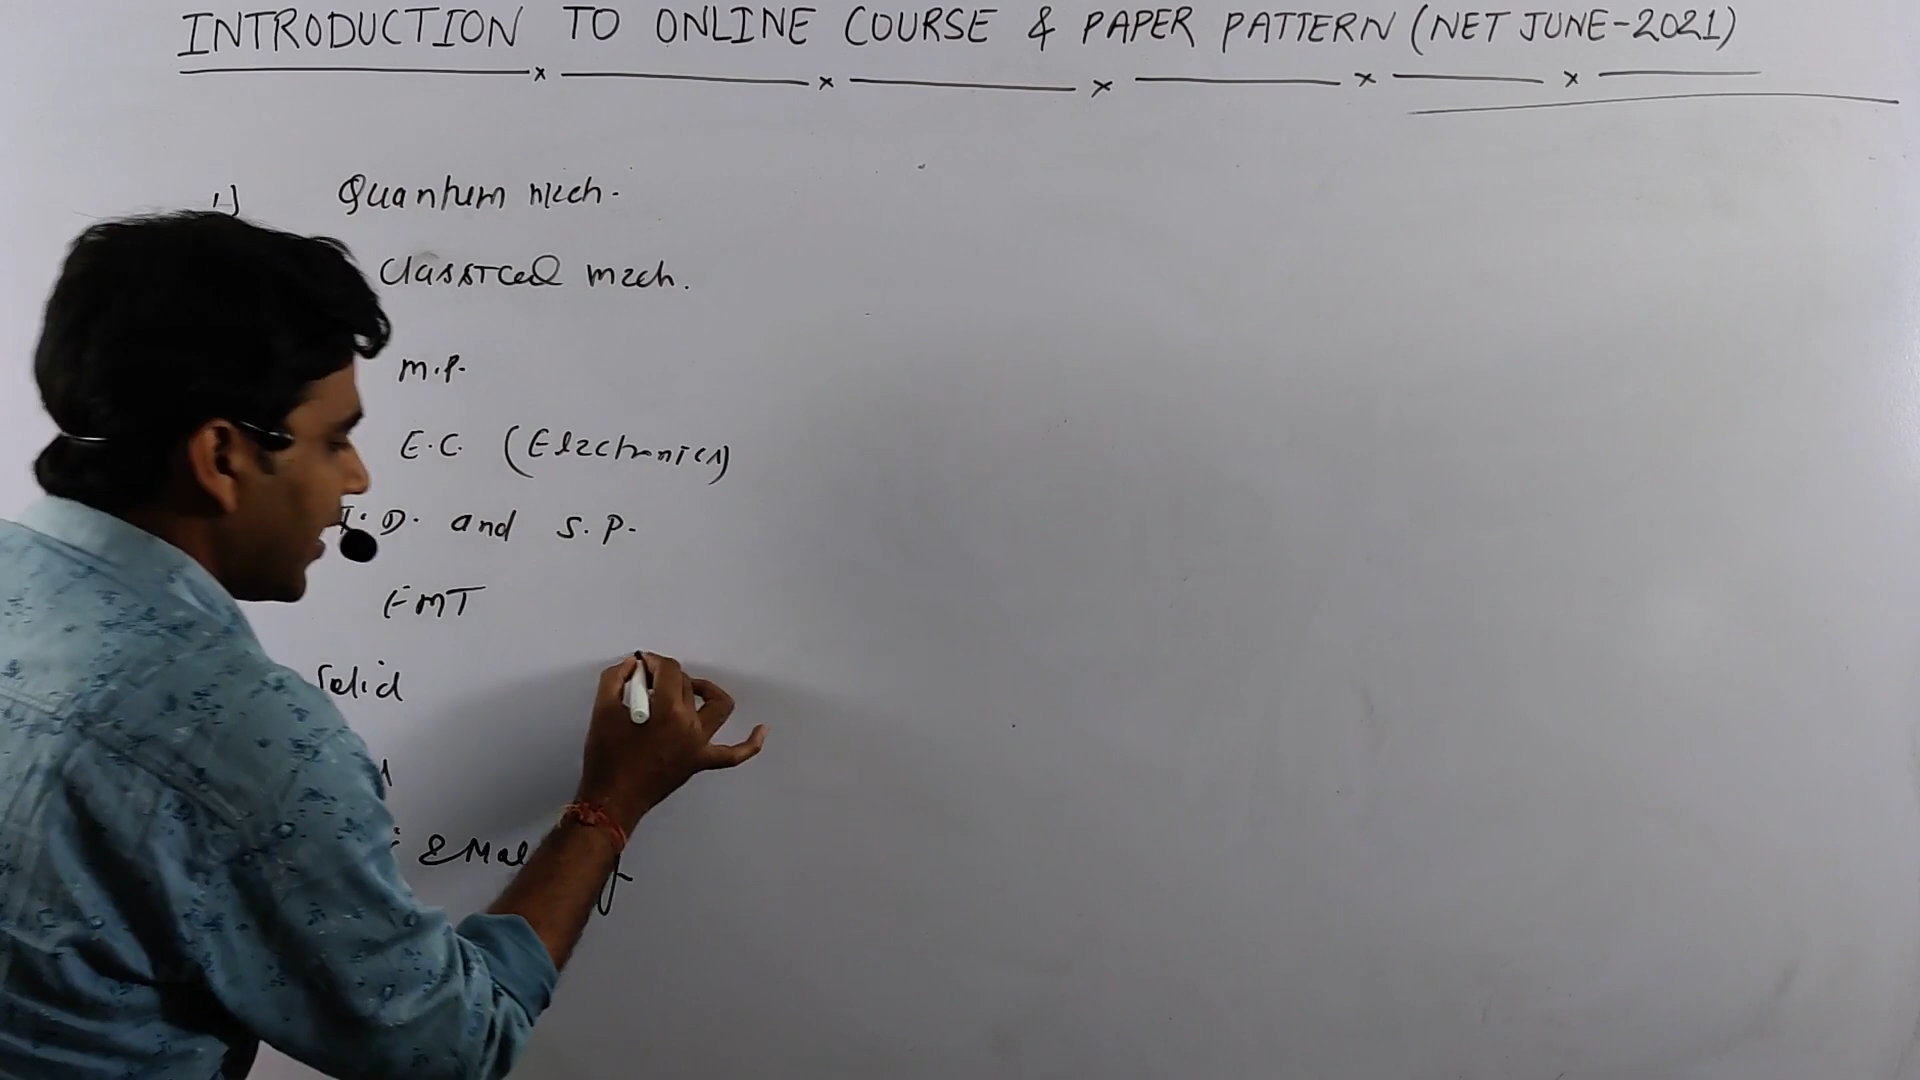 INTRODUCTION TO ONLINE COURSE & PAPER PATTERN (NET JUNE-2021)
1) Quantum Mech.
Classical mech.
M.P.
E.C. (Electronics)
T.D. and S.P.
EMT
Solid
&